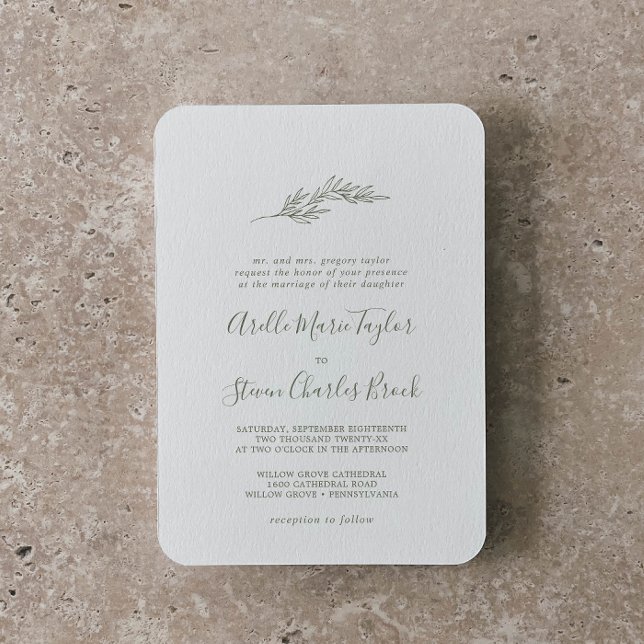 mr. and mrs. gregory taylor
request the honor of your presence
at the marriage of their daughter
Arelle Marie Taylor
TO
Steven Charles Brock
SATURDAY, SEPTEMBER EIGHTEENTH
TWO THOUSAND TWENTY-XX
AT TWO O'CLOCK IN THE AFTERNOON
WILLOW GROVE CATHEDRAL
1600 CATHEDRAL ROAD
WILLOW GROVE • PENNSYLVANIA
reception to follow